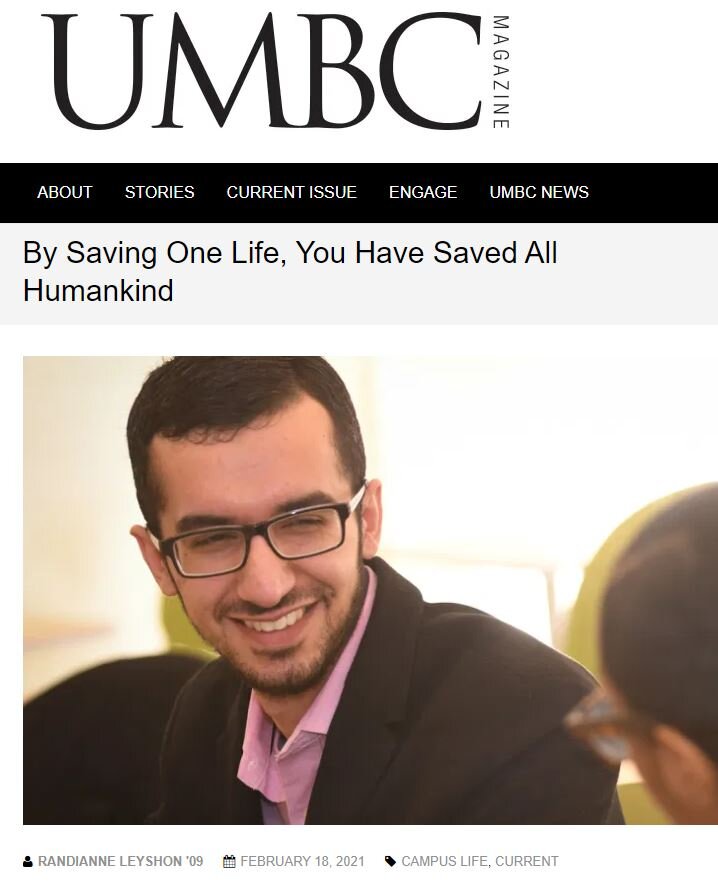 UMBC MAGAZINE
ABOUT STORIES CURRENT ISSUE ENGAGE UMBC NEWS
By Saving One Life, You Have Saved All
Humankind
RANDIANNE LEYSHON '09 FEBRUARY 18, 2021 CAMPUS LIFE, CURRENT